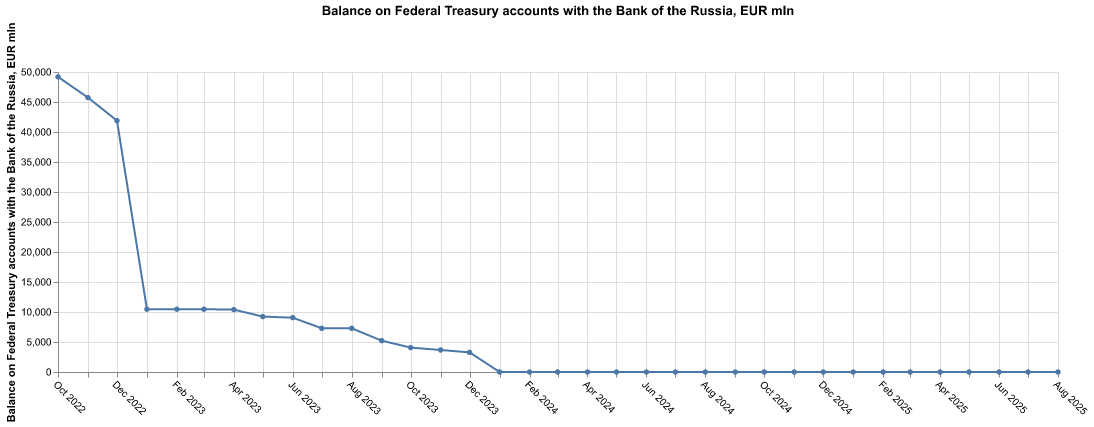 Balance on Federal Treasury accounts with the Bank of the Russia, EUR mln
Balance on Federal Treasury accounts with the Bank of the Russia, EUR mln
50,000
45,000
40,000
35,000
30,000
25,000
20,000
15,000
10,000
5,000
0
Oct 2022
Dec 2022
Feb 2023
Apr 2023
Jun 2023
Aug 2023
Oct 2023
Dec 2023
Feb 2024
Apr 2024
Jun 2024
Aug 2024
Oct 2024
Dec 2024
Feb 2025
Apr 2025
Jun 2025
Aug 2025